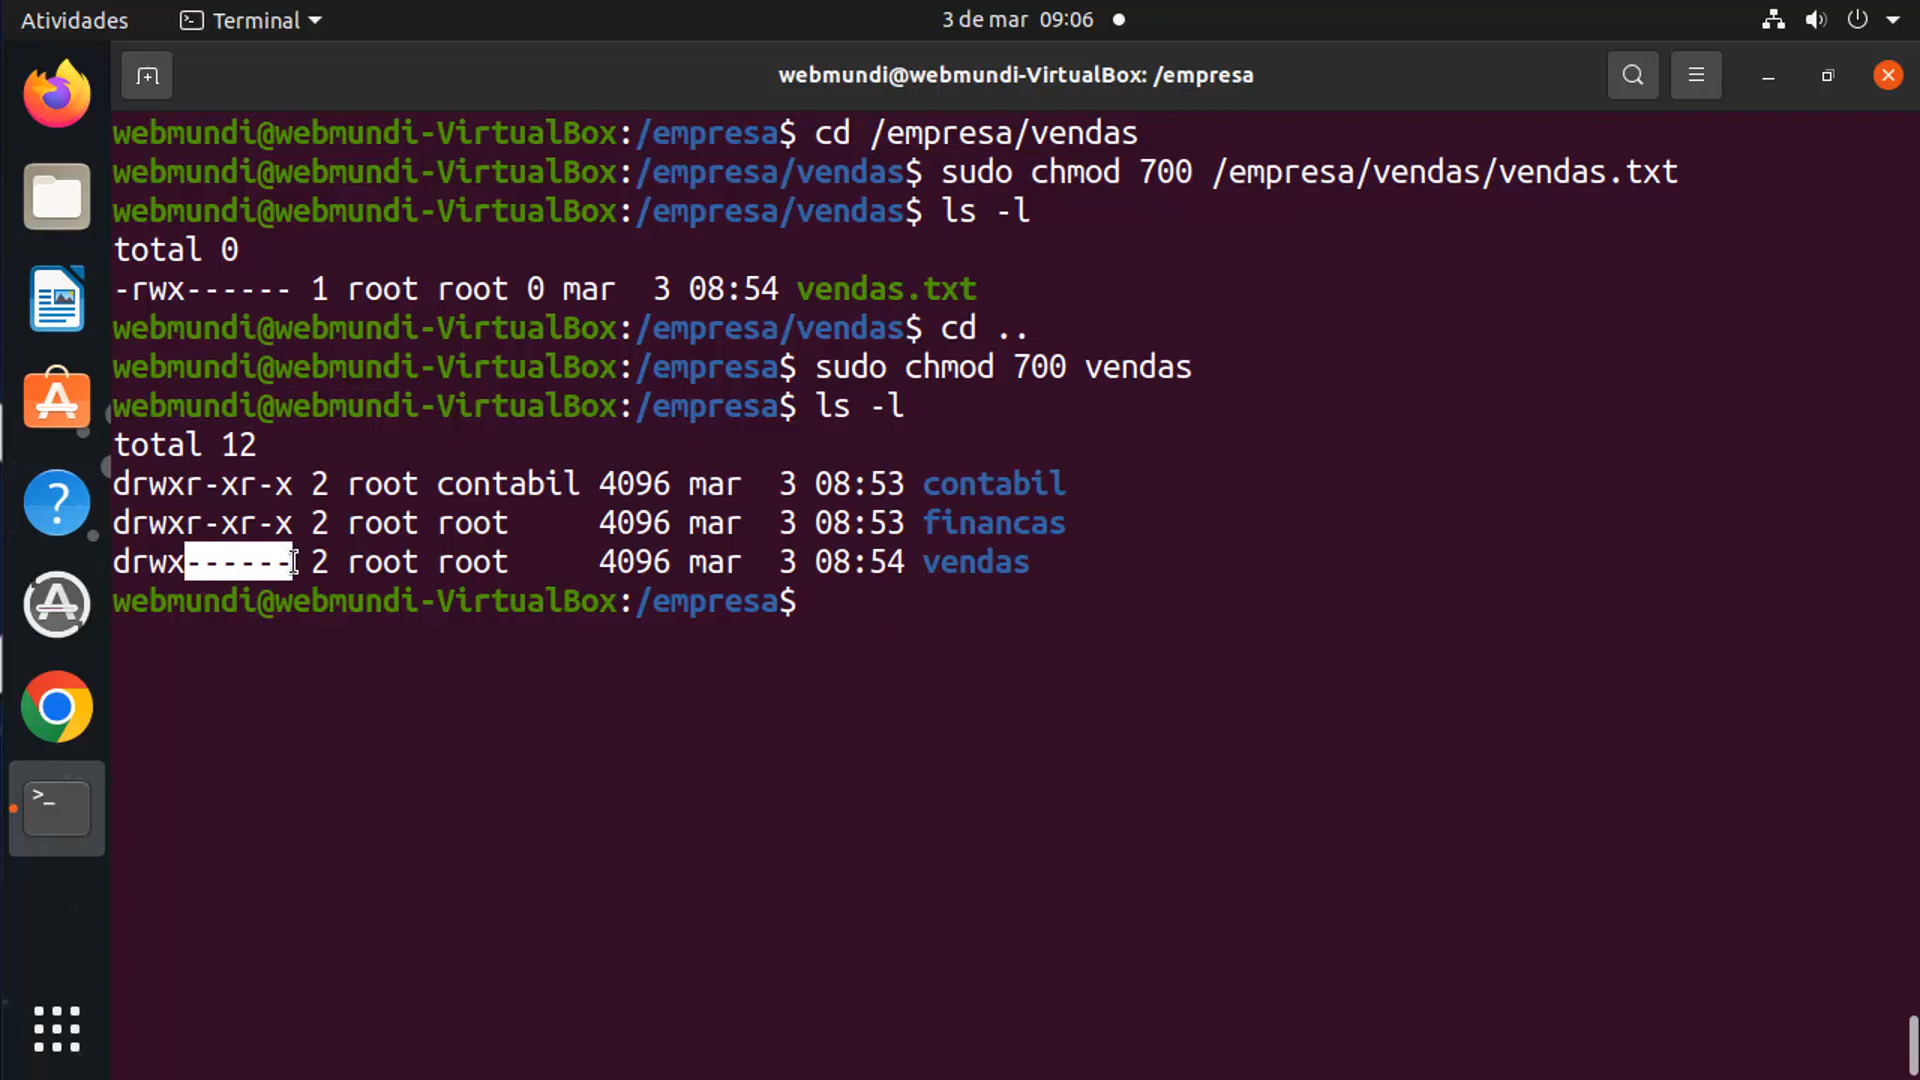 Atividades Terminal 3 de mar 09:06
webmundi@webmundi-VirtualBox: /empresa
webmundi@webmundi-VirtualBox:/empresa$ cd /empresa/vendas
webmundi@webmundi-VirtualBox:/empresa/vendas$ sudo chmod 700 /empresa/vendas/vendas.txt
webmundi@webmundi-VirtualBox:/empresa/vendas$ ls -l
total 0
-rwx------ 1 root root 0 mar  3 08:54 vendas.txt
webmundi@webmundi-VirtualBox:/empresa/vendas$ cd ..
webmundi@webmundi-VirtualBox:/empresa$ sudo chmod 700 vendas
webmundi@webmundi-VirtualBox:/empresa$ ls -l
total 12
drwxr-xr-x 2 root contabil 4096 mar  3 08:53 contabil
drwxr-xr-x 2 root root     4096 mar  3 08:53 financas
drwx------ 2 root root     4096 mar  3 08:54 vendas
webmundi@webmundi-VirtualBox:/empresa$